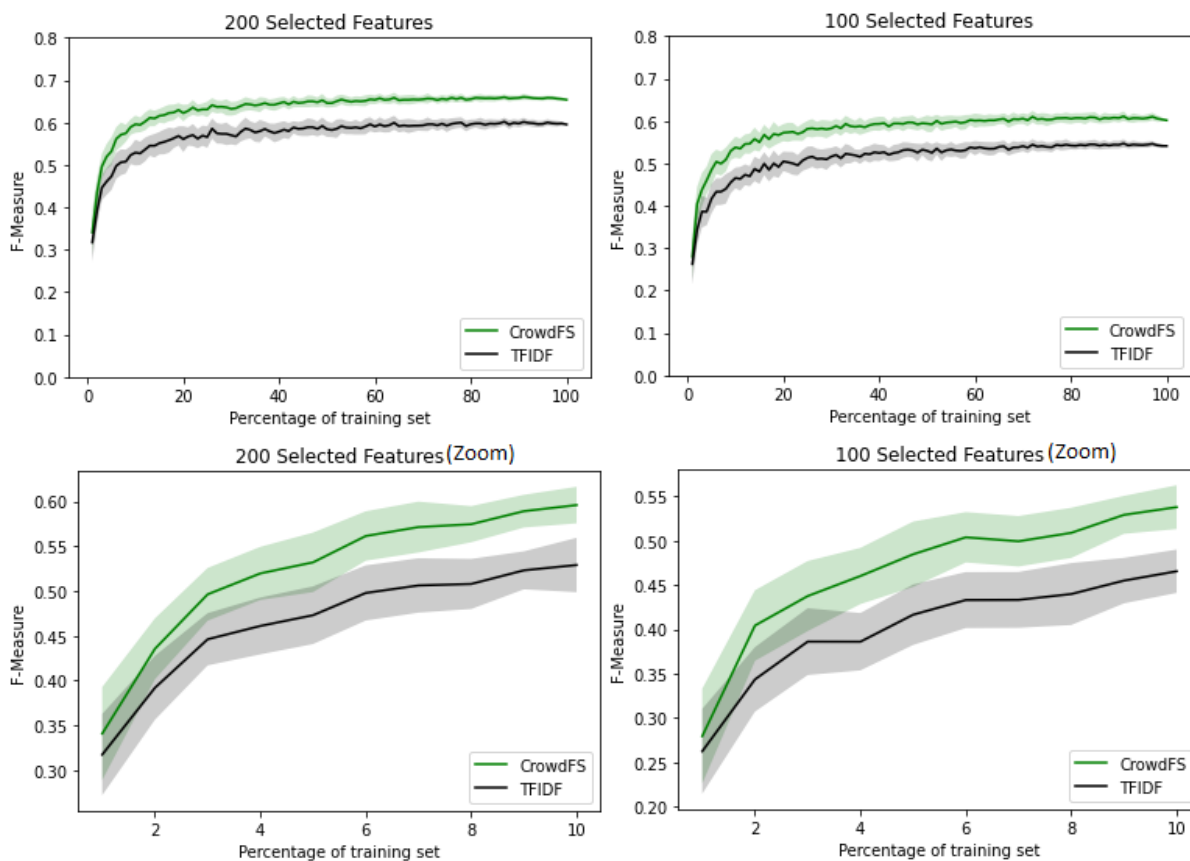 200 Selected Features
0.8
0.7
0.6
0.5
0.4
0.3
0.2
0.1
0.0
F-Measure
CrowdFS
TFIDF
0 20 40 60 80 100
Percentage of training set
100 Selected Features
0.8
0.7
0.6
0.5
0.4
0.3
0.2
0.1
0.0
F-Measure
CrowdFS
TFIDF
0 20 40 60 80 100
Percentage of training set
200 Selected Features (Zoom)
0.60
0.55
0.50
0.45
0.40
0.35
0.30
F-Measure
CrowdFS
TFIDF
2 4 6 8 10
Percentage of training set
100 Selected Features (Zoom)
0.55
0.50
0.45
0.40
0.35
0.30
0.25
0.20
F-Measure
CrowdFS
TFIDF
2 4 6 8 10
Percentage of training set